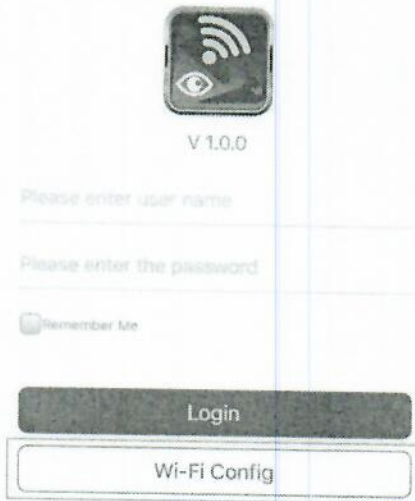 V 1.0.0
Please enter user name
Please enter the password
Remember Me
Login
Wi-Fi Config